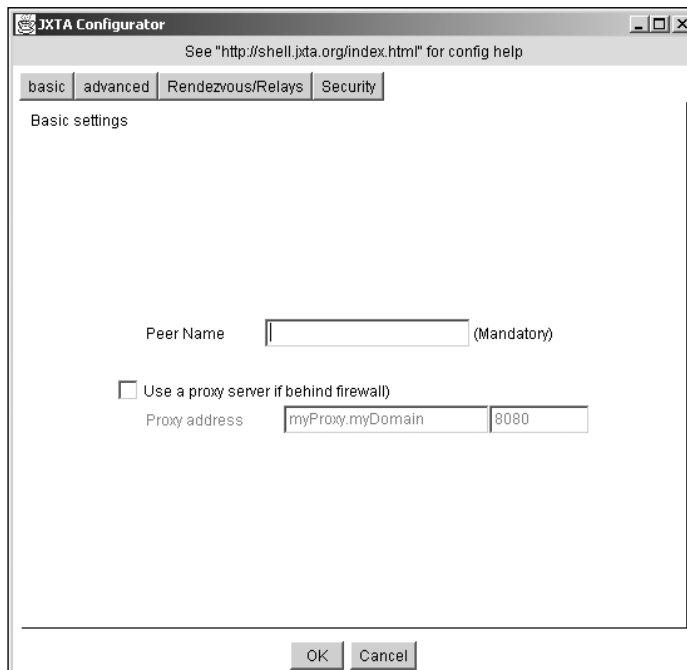 JXTA Configurator
See "http://shell.jxta.org/index.html" for config help
basic advanced Rendezvous/Relays Security
Basic settings
Peer Name (Mandatory)
Use a proxy server if behind firewall)
Proxy address myProxy.myDomain 8080
OK Cancel